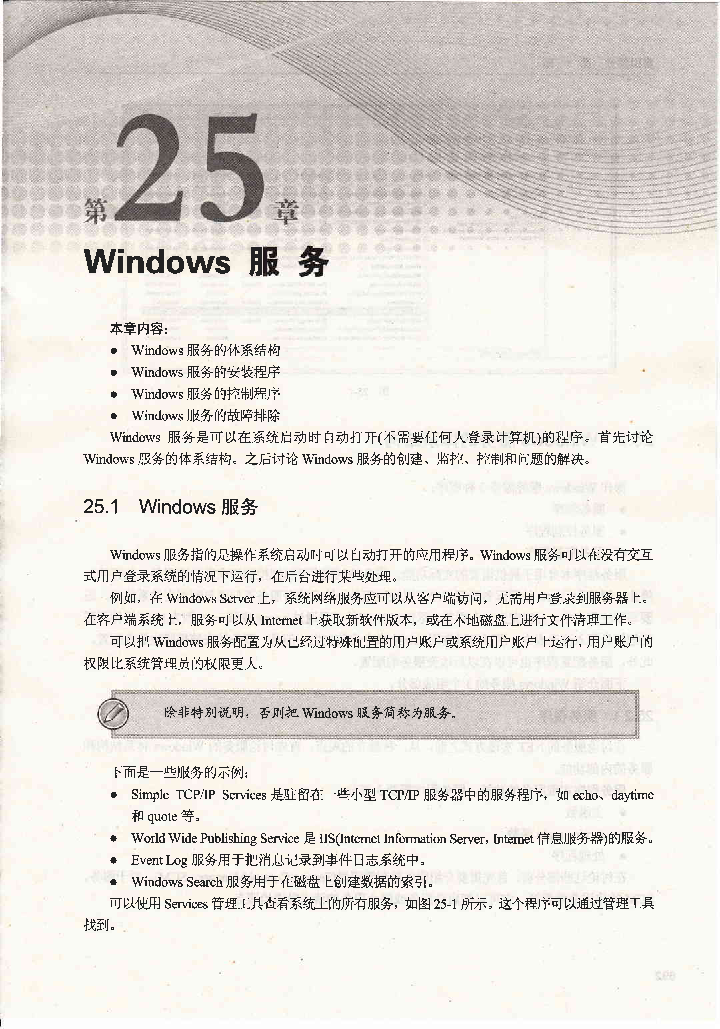 第25章
Windows 服 务
本章内容:
● Windows 服务的体系结构
● Windows 服务的安装程序
● Windows 服务的控制程序
● Windows 服务的故障排除
Windows 服务是可以在系统启动时自动打开(不需要任何人登录计算机)的程序。首先讨论
Windows 服务的体系结构。之后讨论 Windows 服务的创建、监控、控制和问题的解决。
25.1 Windows 服务
Windows 服务指的是操作系统启动时可以自动打开的应用程序。Windows 服务可以在没有交互
式用户登录系统的情况下运行,在后台进行某些处理。
例如,在 Windows Server 上,系统网络服务应可以从客户端访问,无需用户登录到服务器上。
在客户端系统上,服务可以从 Internet 上获取新软件版本,或在本地磁盘上进行文件清理工作。
可以把 Windows 服务配置为从已经过特殊配置的用户账户或系统用户账户上运行,用户账户的
权限比系统管理员的权限更大。
除非特别说明,否则把 Windows 服务简称为服务。
下面是一些服务的示例:
● Simple TCP/IP Services 是驻留在一些小型 TCP/IP 服务器中的服务程序,如 echo、daytime
和 quote 等。
● World Wide Publishing Service 是 IIS(Internet Information Server,Internet 信息服务器)的服务。
● Event Log 服务用于把消息记录到事件日志系统中。
● Windows Search 服务用于在磁盘上创建数据的索引。
可以使用 Services 管理工具查看系统上的所有服务,如图 25-1 所示。这个程序可以通过管理工具
找到。